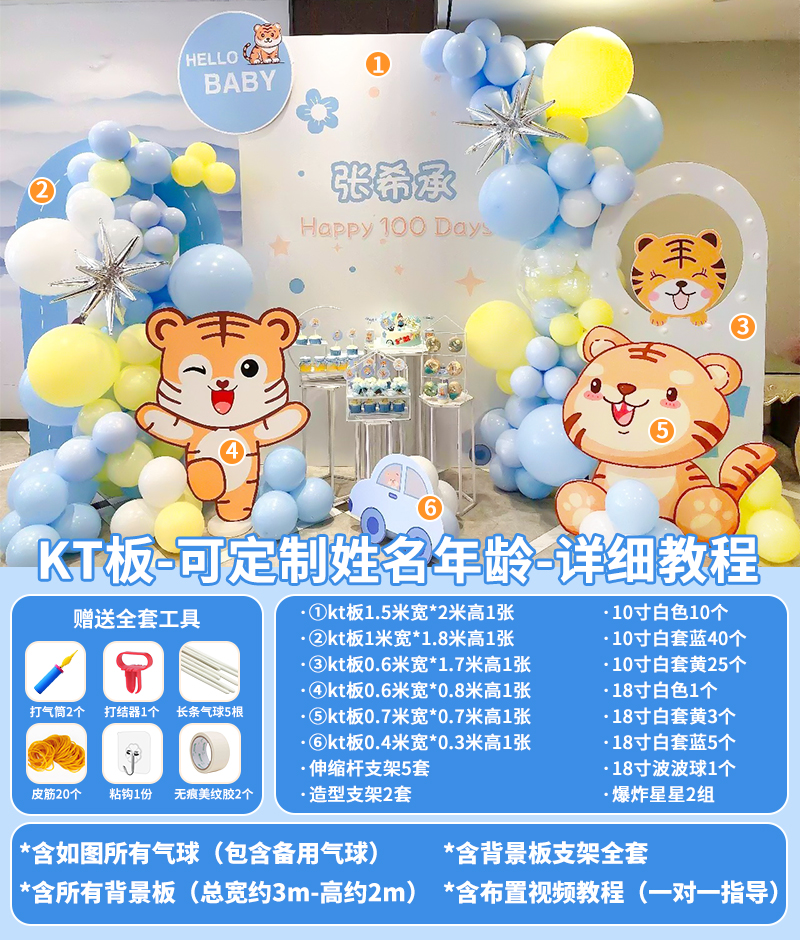 HELLO
BABY
①
②
张希承
Happy 100 Days
③
④
⑤
⑥
KT板-可定制姓名年龄-详细教程
赠送全套工具
打气筒2个
打结器1个
长条气球5根
皮筋20个
粘钩1份
无痕美纹胶2个
·①kt板1.5米宽*2米高1张
·②kt板1米宽*1.8米高1张
·③kt板0.6米宽*1.7米高1张
·④kt板0.6米宽*0.8米高1张
·⑤kt板0.7米宽*0.7米高1张
·⑥kt板0.4米宽*0.3米高1张
·伸缩杆支架5套
·造型支架2套
·10寸白色10个
·10寸白套蓝40个
·10寸白套黄25个
·18寸白色1个
·18寸白套黄3个
·18寸白套蓝5个
·18寸波波球1个
·爆炸星星2组
*含如图所有气球（包含备用气球）
*含背景板支架全套
*含所有背景板（总宽约3m-高约2m）
*含布置视频教程（一对一指导）